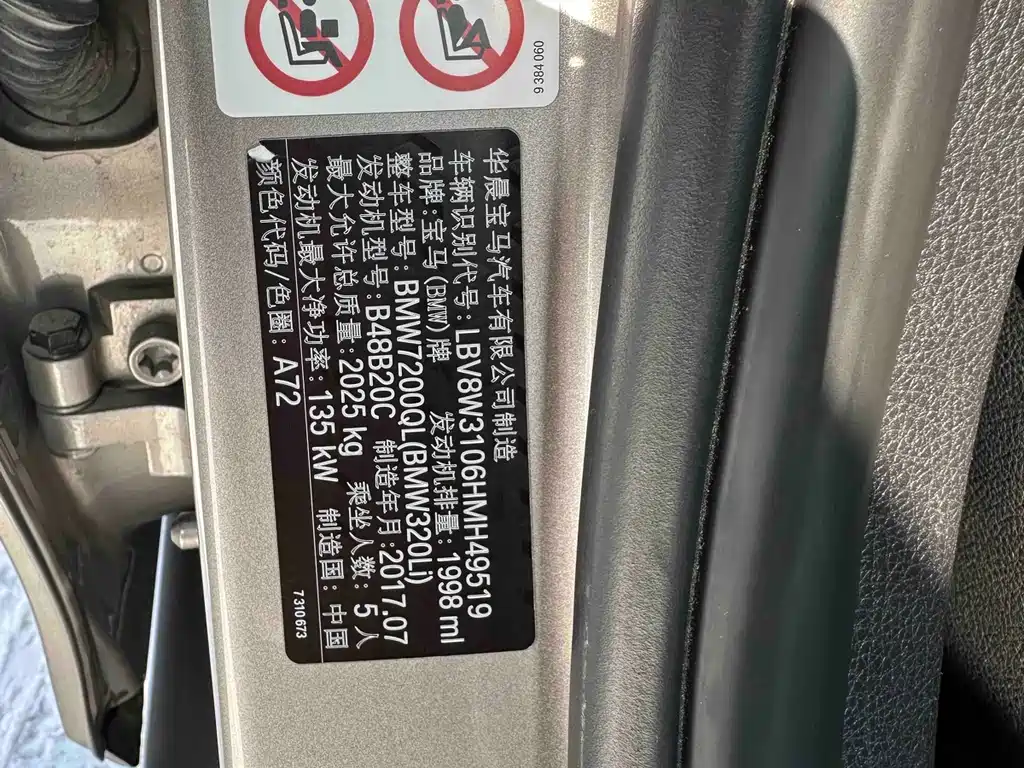 9 384 060
华晨宝马汽车有限公司制造
车辆识别代号: LBV8W3106HMH49519
品牌:宝马(BMW)牌 发动机排量: 1998 ml
整车型号: BMW7200QL(BMW320Li)
发动机型号:B48B20C 制造年月:2017.07
最大允许总质量:2025 kg 乘坐人数: 5 人
发动机最大净功率: 135 kW 制造国: 中国
颜色代码/色圈: A72
7 310 673